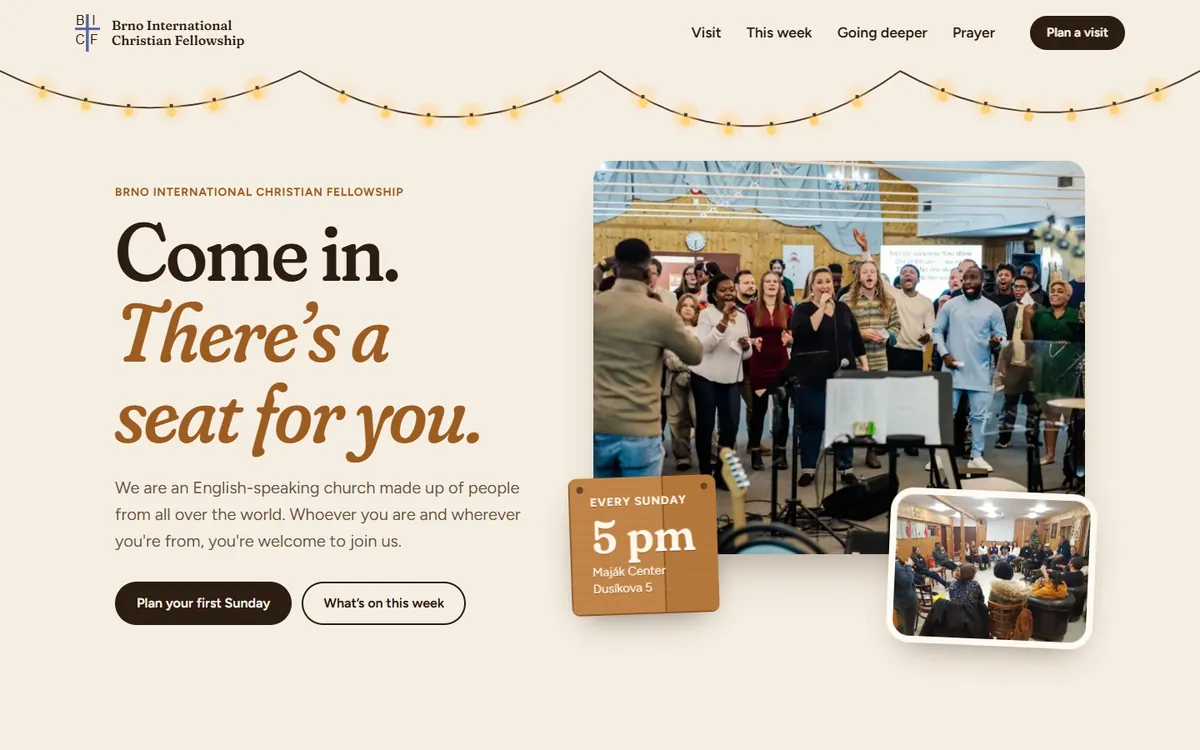 B I
C F
Brno International
Christian Fellowship
Visit
This week
Going deeper
Prayer
Plan a visit
BRNO INTERNATIONAL CHRISTIAN FELLOWSHIP
Come in.
There's a
seat for you.
We are an English-speaking church made up of people
from all over the world. Whoever you are and wherever
you're from, you're welcome to join us.
Plan your first Sunday
What's on this week
EVERY SUNDAY
5 pm
Maják Center
Dusíkova 5